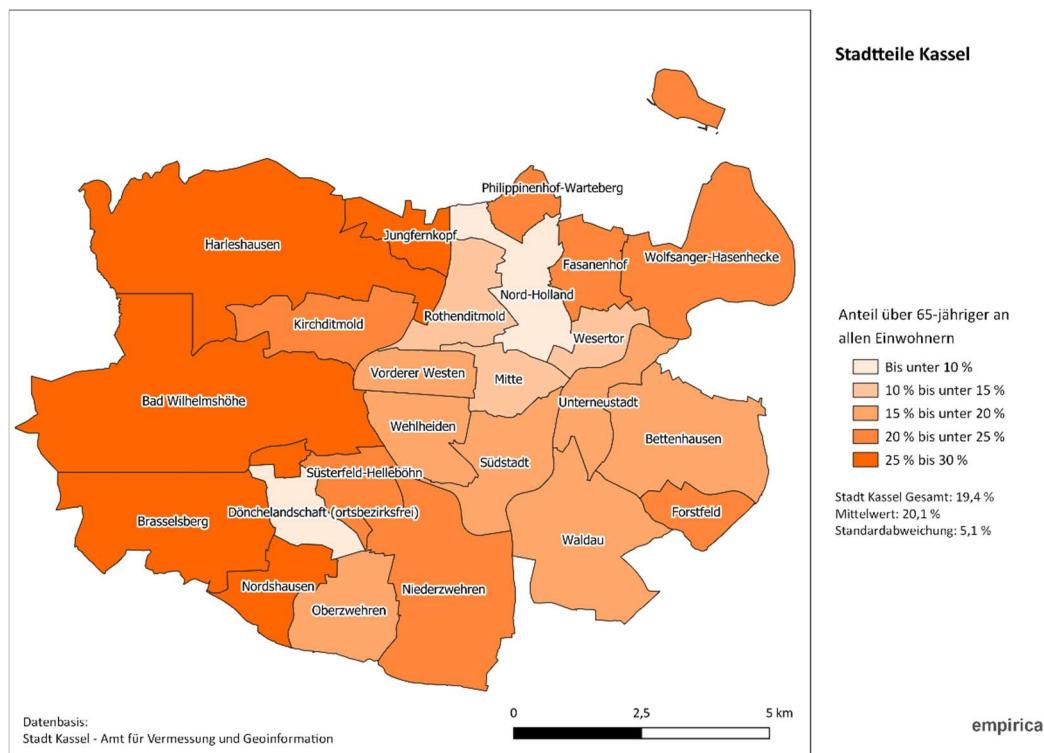 Stadtteile Kassel
Philippinenhof-Warteberg
Jungfernkopf
Harleshausen
Wolfsanger-Hasenhecke
Fasanenhof
Nord-Holland
Rothenditmold
Kirchditmold
Wesertor
Vorderer Westen
Mitte
Bad Wilhelmshöhe
Unterneustadt
Wehlheiden
Bettenhausen
Südstadt
Süsterfeld-Helleböhn
Dönchelandschaft (ortsbezirksfrei)
Forstfeld
Brasselsberg
Waldau
Nordshausen
Niederzwehren
Oberzwehren
Anteil über 65-jähriger an
allen Einwohnern
Bis unter 10 %
10 % bis unter 15 %
15 % bis unter 20 %
20 % bis unter 25 %
25 % bis 30 %
Stadt Kassel Gesamt: 19,4 %
Mittelwert: 20,1 %
Standardabweichung: 5,1 %
0 2,5 5 km
Datenbasis:
Stadt Kassel - Amt für Vermessung und Geoinformation
empirica